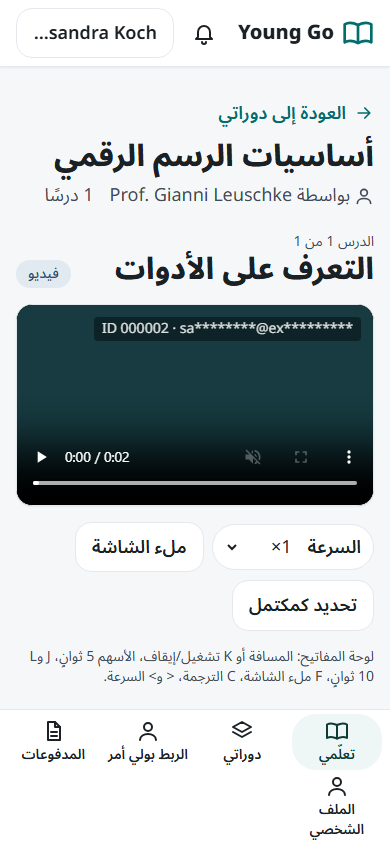 Young Go
...sandra Koch
العودة إلى دوراتي
أساسيات الرسم الرقمي
بواسطة Prof. Gianni Leuschke
1 درسًا
الدرس 1 من 1
التعرف على الأدوات
فيديو
ID 000002 · sa********@ex*********
0:00 / 0:02
السرعة
1×
ملء الشاشة
تحديد كمكتمل
لوحة المفاتيح: المسافة أو K تشغيل/إيقاف، الأسهم 5 ثوانٍ، J وL
10 ثوانٍ، F ملء الشاشة، C الترجمة، < و> السرعة.
تعلّمي
دوراتي
الربط بولي أمر
المدفوعات
الملف
الشخصي